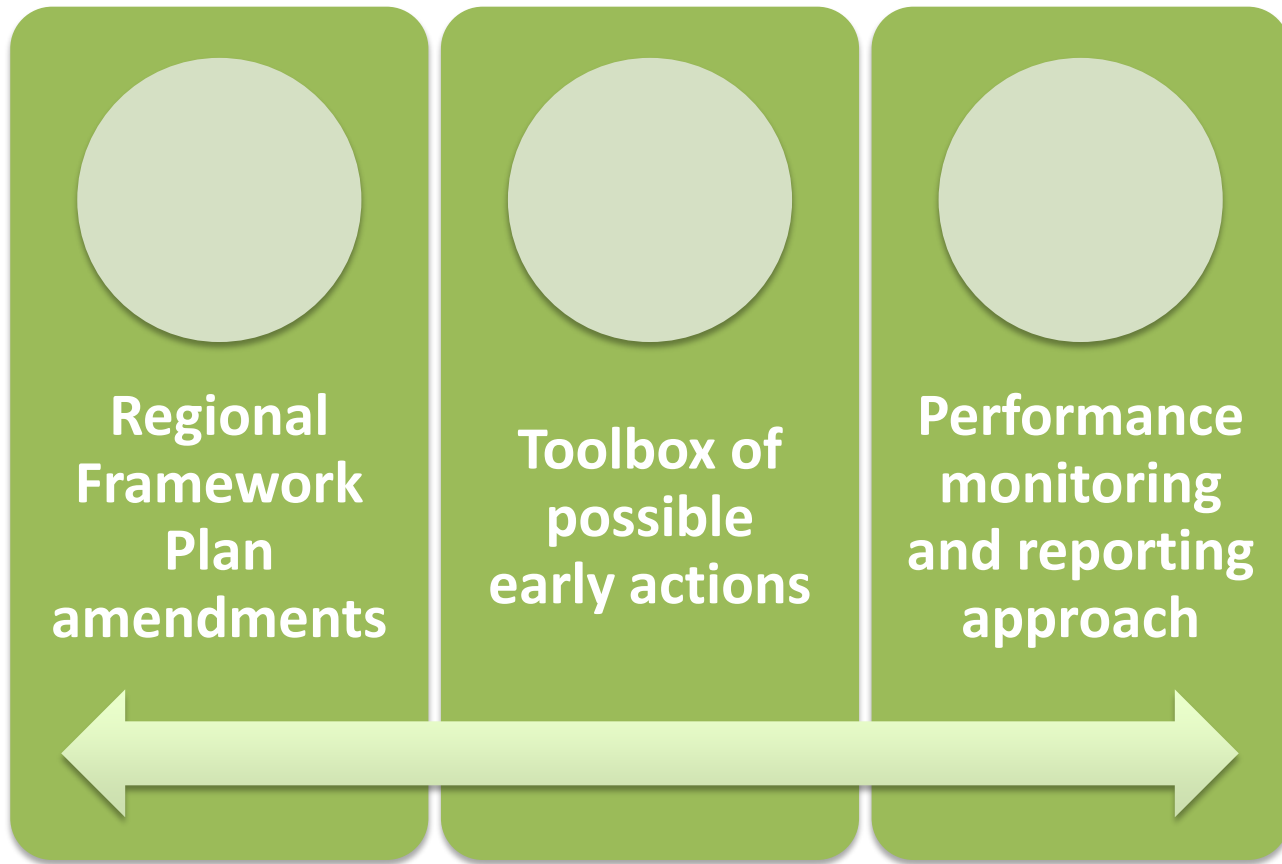 Regional
Framework
Plan
amendments
Toolbox of
possible
early actions
Performance
monitoring
and reporting
approach